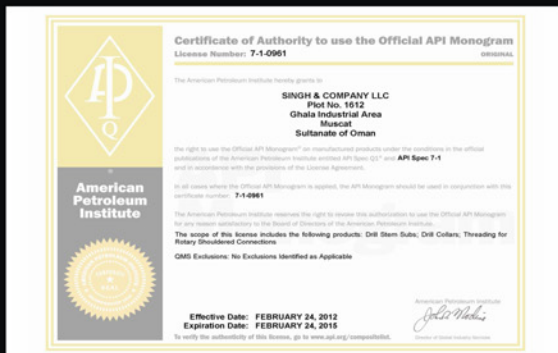 Certificate of Authority to use the Official API Monogram
License Number: 7-1-0961
ORIGINAL
The American Petroleum Institute hereby grants to
SINGH & COMPANY LLC
Plot No. 1612
Ghala Industrial Area
Muscat
Sultanate of Oman
the right to use the Official API Monogram® on manufactured products under the conditions in the official
publications of the American Petroleum Institute entitled API Spec Q1® and API Spec 7-1
and in accordance with the provisions of the License Agreement.
In all cases where the Official API Monogram is applied, the API Monogram should be used in conjunction with this
certificate number: 7-1-0961
The American Petroleum Institute reserves the right to revoke this authorization to use the Official API Monogram
for any reason satisfactory to the Board of Directors of the American Petroleum Institute.
The scope of this license includes the following products: Drill Stem Subs; Drill Collars; Threading for
Rotary Shouldered Connections
QMS Exclusions: No Exclusions Identified as Applicable
API
Q
American
Petroleum
Institute
Effective Date: FEBRUARY 24, 2012
Expiration Date: FEBRUARY 24, 2015
To verify the authenticity of this license, go to www.api.org/compositelist.
American Petroleum Institute
Director of Global Industry Services